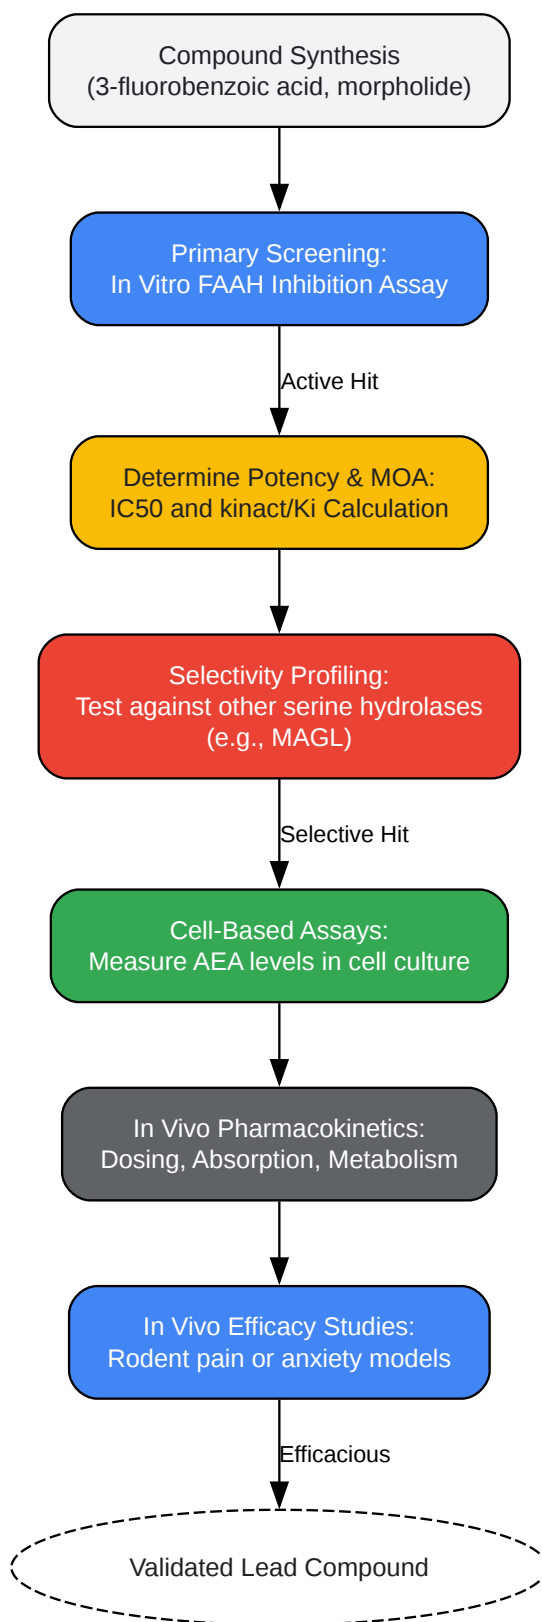 Compound Synthesis
(3-fluorobenzoic acid, morpholide)
Primary Screening:
In Vitro FAAH Inhibition Assay
Active Hit
Determine Potency & MOA:
IC50 and kinact/Ki Calculation
Selectivity Profiling:
Test against other serine hydrolases
(e.g., MAGL)
Selective Hit
Cell-Based Assays:
Measure AEA levels in cell culture
In Vivo Pharmacokinetics:
Dosing, Absorption, Metabolism
In Vivo Efficacy Studies:
Rodent pain or anxiety models
Efficacious
Validated Lead Compound